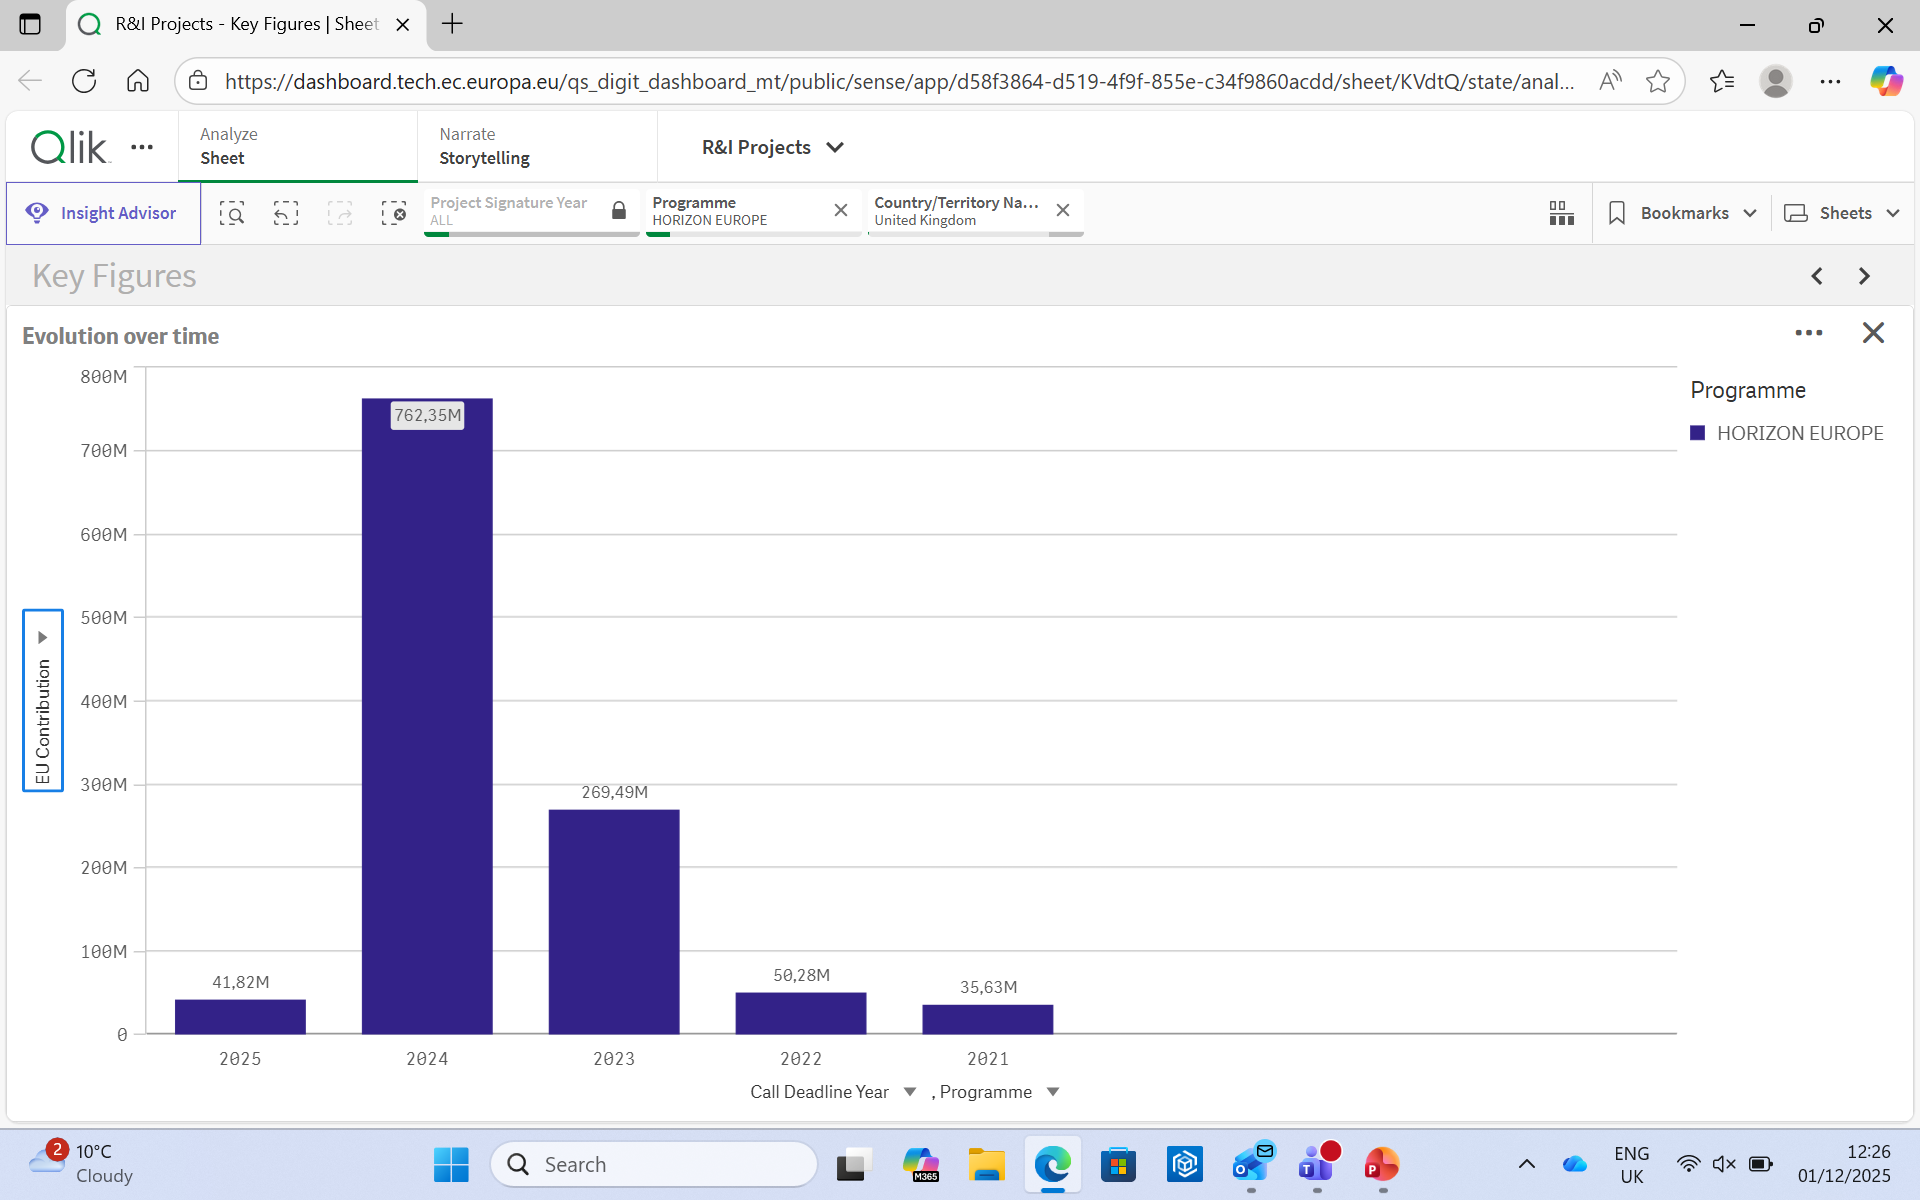 R&I Projects - Key Figures | Sheet
https://dashboard.tech.ec.europa.eu/qs_digit_dashboard_mt/public/sense/app/d58f3864-d519-4f9f-855e-c34f9860acdd/sheet/KVdtQ/state/anal...
Qlik
Analyze
Sheet
Narrate
Storytelling
R&I Projects
Insight Advisor
Project Signature Year
ALL
Programme
HORIZON EUROPE
Country/Territory Na...
United Kingdom
Bookmarks
Sheets
Key Figures
Evolution over time
800M
700M
600M
500M
400M
300M
200M
100M
0
EU Contribution
41,82M
762,35M
269,49M
50,28M
35,63M
2025
2024
2023
2022
2021
Call Deadline Year , Programme
Programme
HORIZON EUROPE
2
10°C
Cloudy
Search
M365
ENG
UK
12:26
01/12/2025